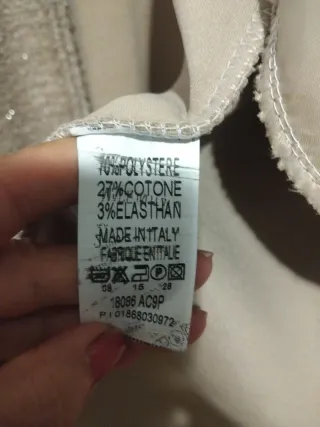 70%POLYSTERE
27%COTONE
3%ELASTHAN
MADE IN ITALY
FABRIQUE EN ITALIE
18086 AC9P
P.I 01868030972